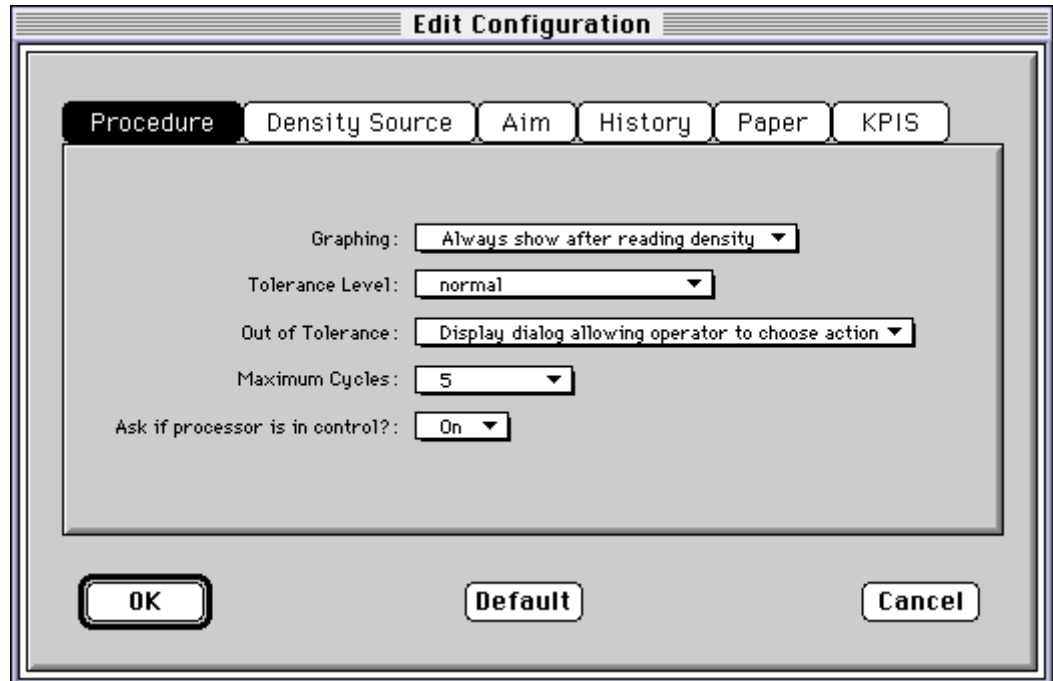 Edit Configuration
Procedure Density Source Aim History Paper KPIS
Graphing: Always show after reading density
Tolerance Level: normal
Out of Tolerance: Display dialog allowing operator to choose action
Maximum Cycles: 5
Ask if processor is in control?: On
OK Default Cancel